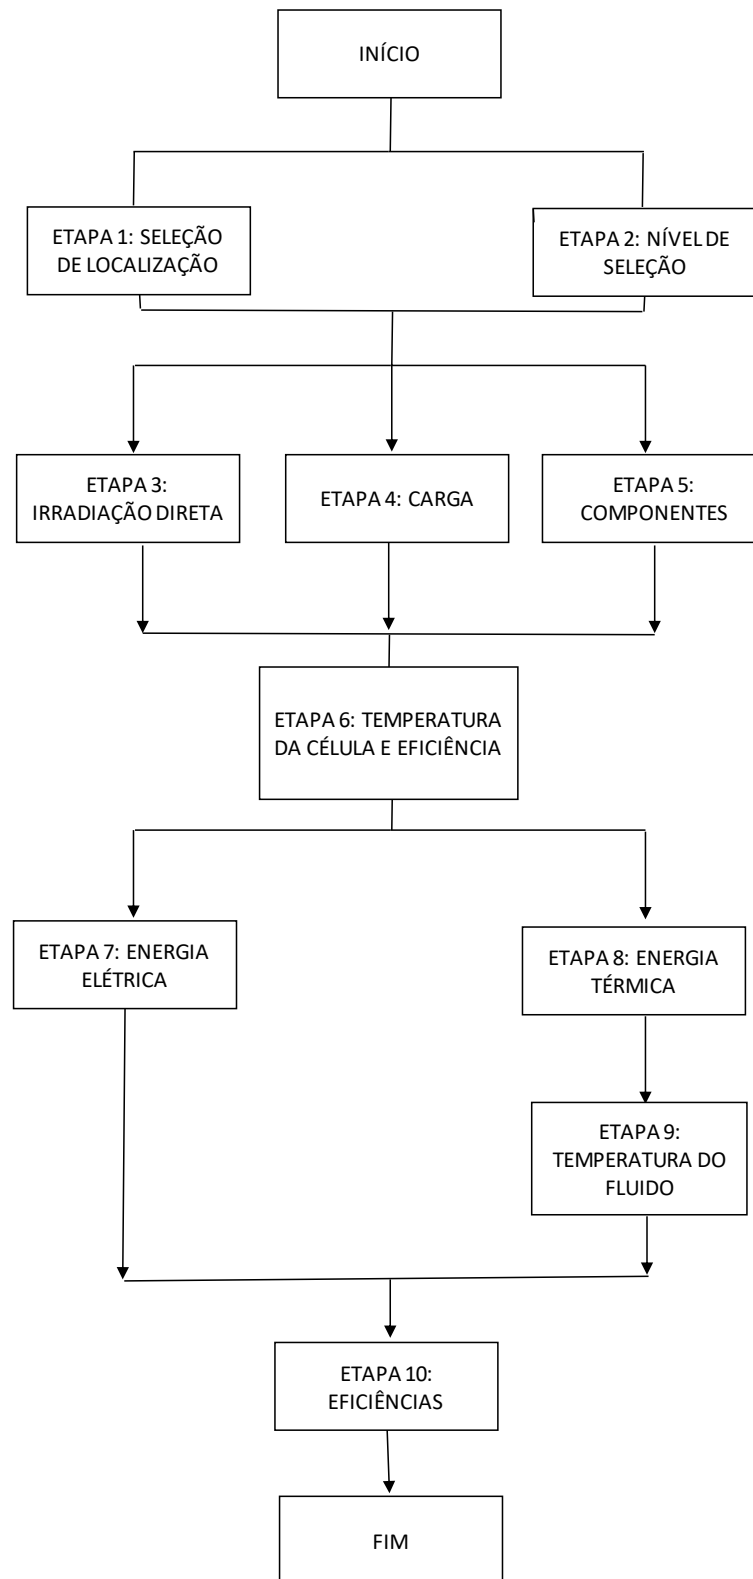 INÍCIO
ETAPA 1: SELEÇÃO
DE LOCALIZAÇÃO
ETAPA 2: NÍVEL DE
SELEÇÃO
ETAPA 3:
IRRADIAÇÃO DIRETA
ETAPA 4: CARGA
ETAPA 5:
COMPONENTES
ETAPA 6: TEMPERATURA
DA CÉLULA E EFICIÊNCIA
ETAPA 7: ENERGIA
ELÉTRICA
ETAPA 8: ENERGIA
TÉRMICA
ETAPA 9:
TEMPERATURA DO
FLUIDO
ETAPA 10:
EFICIÊNCIAS
FIM